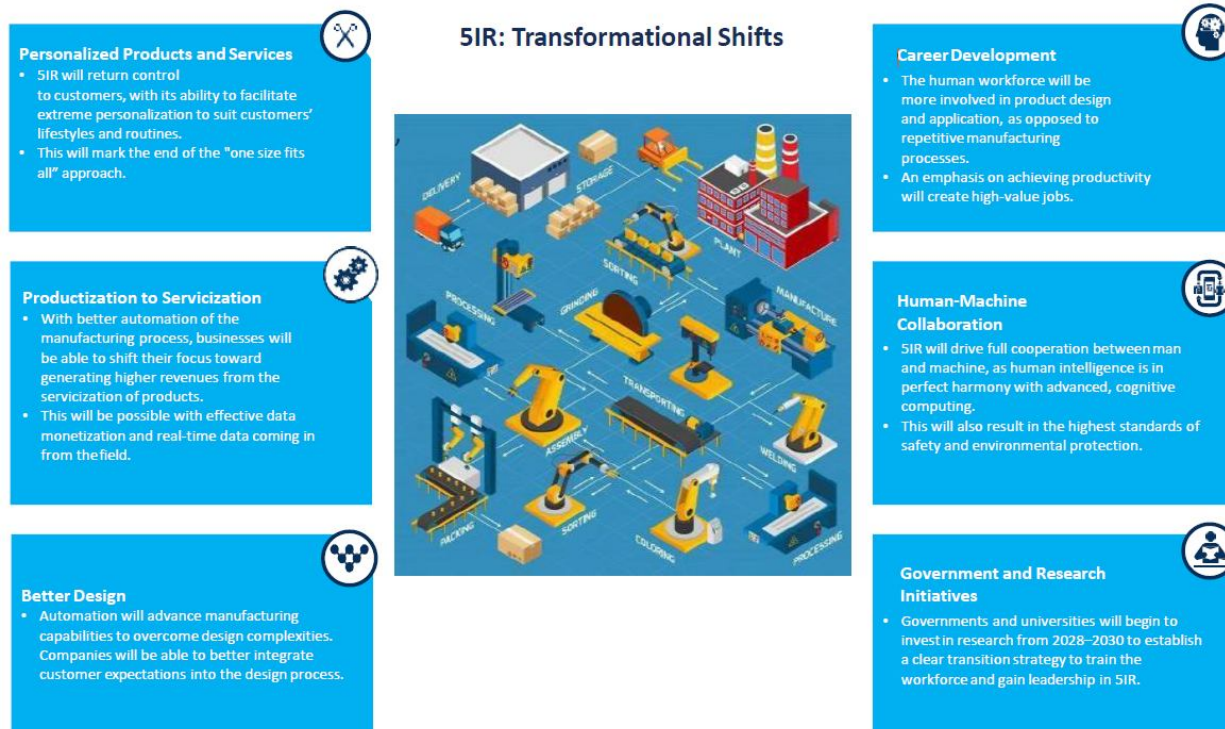 5IR: Transformational Shifts
Personalized Products and Services
• 5IR will return control
to customers, with its ability to facilitate
extreme personalization to suit customers'
lifestyles and routines.
• This will mark the end of the "one size fits
all" approach.
Productization to Servicization
• With better automation of the
manufacturing process, businesses will
be able to shift their focus toward
generating higher revenues from the
servicization of products.
• This will be possible with effective data
monetization and real-time data coming in
from the field.
Better Design
• Automation will advance manufacturing
capabilities to overcome design complexities.
Companies will be able to better integrate
customer expectations into the design process.
DELIVERY
STORAGE
PLANT
SORTING
PROCESSING
GRINDING
MANUFACTURE
TRANSPORTING
ASSEMBLY
WELDING
PACKING
SORTING
COLORING
PROCESSING
Career Development
• The human workforce will be
more involved in product design
and application, as opposed to
repetitive manufacturing
processes.
• An emphasis on achieving productivity
will create high-value jobs.
Human-Machine
Collaboration
• 5IR will drive full cooperation between man
and machine, as human intelligence is in
perfect harmony with advanced, cognitive
computing.
• This will also result in the highest standards of
safety and environmental protection.
Government and Research
Initiatives
• Governments and universities will begin to
invest in research from 2028–2030 to establish
a clear transition strategy to train the
workforce and gain leadership in 5IR.